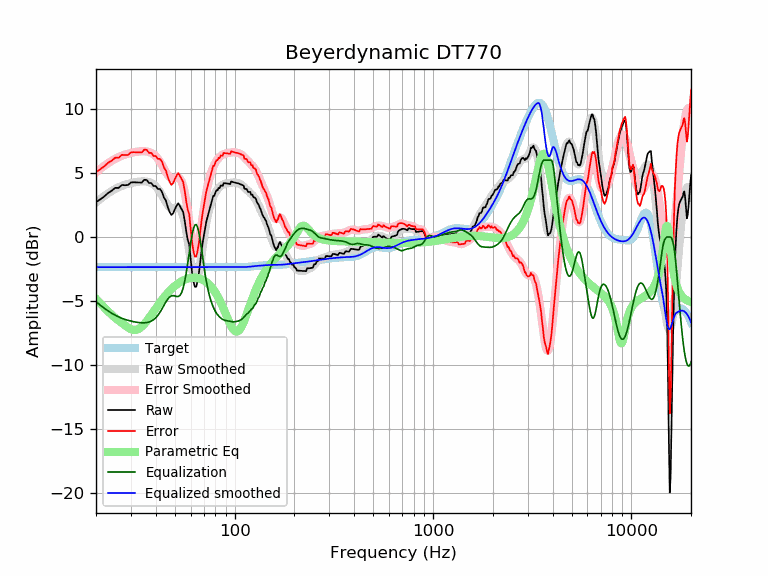 Beyerdynamic DT770
Amplitude (dBr)
10
5
0
−5
−10
−15
−20
Target
Raw Smoothed
Error Smoothed
Raw
Error
Parametric Eq
Equalization
Equalized smoothed
100
1000
10000
Frequency (Hz)